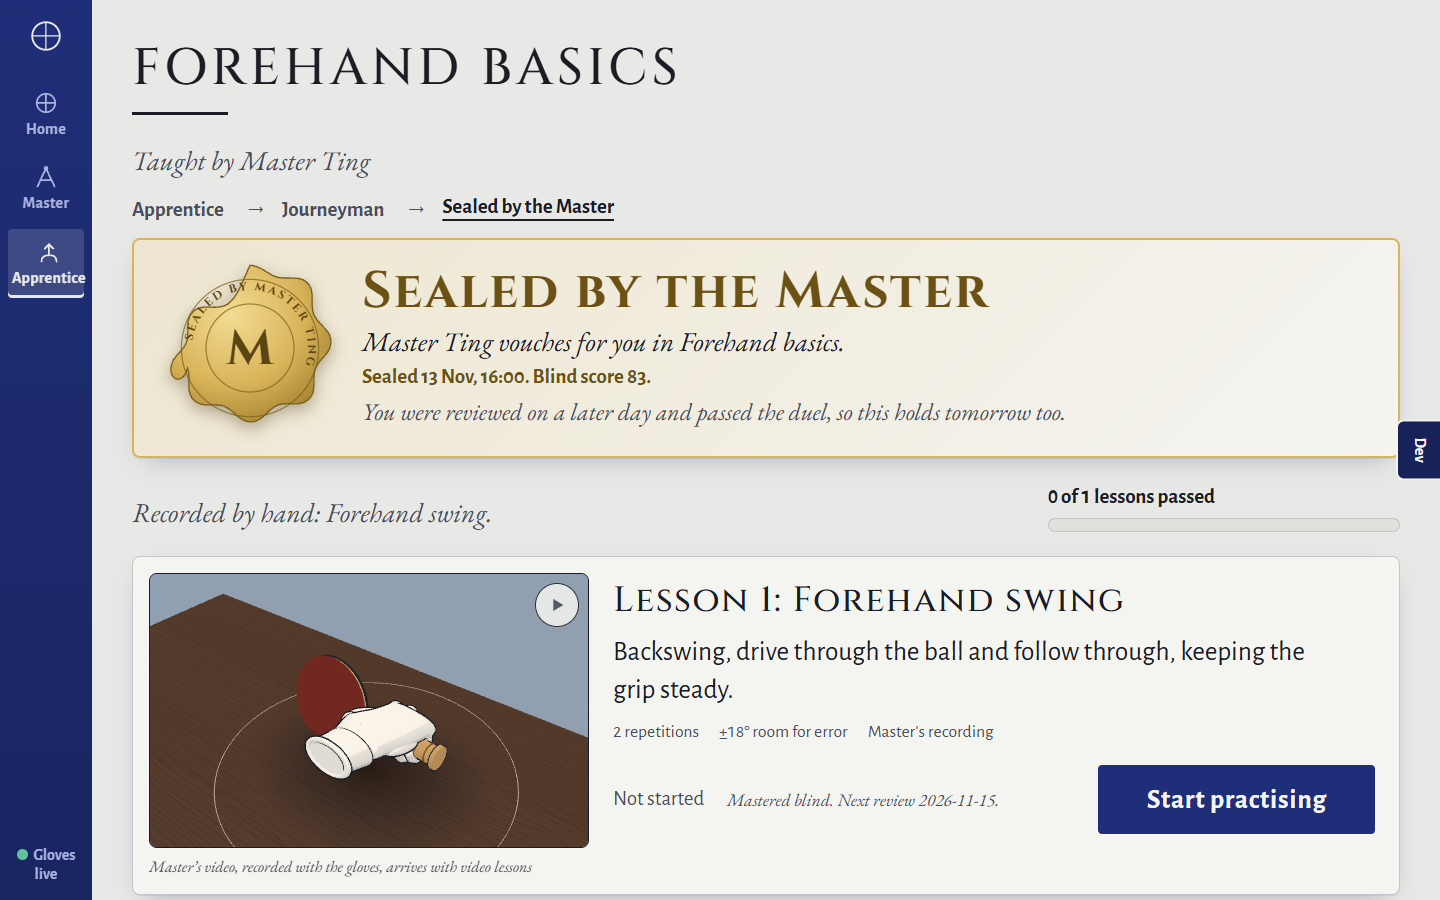 FOREHAND BASICS
Home
Master
Apprentice
Gloves
live
Taught by Master Ting
Apprentice → Journeyman → Sealed by the Master
SEALED BY MASTER TING
M
Sealed by the Master
Master Ting vouches for you in Forehand basics.
Sealed 13 Nov, 16:00. Blind score 83.
You were reviewed on a later day and passed the duel, so this holds tomorrow too.
Dev
Recorded by hand: Forehand swing.
0 of 1 lessons passed
Lesson 1: Forehand swing
Backswing, drive through the ball and follow through, keeping the
grip steady.
2 repetitions ±18° room for error Master's recording
Not started Mastered blind. Next review 2026-11-15.
Start practising
Master's video, recorded with the gloves, arrives with video lessons